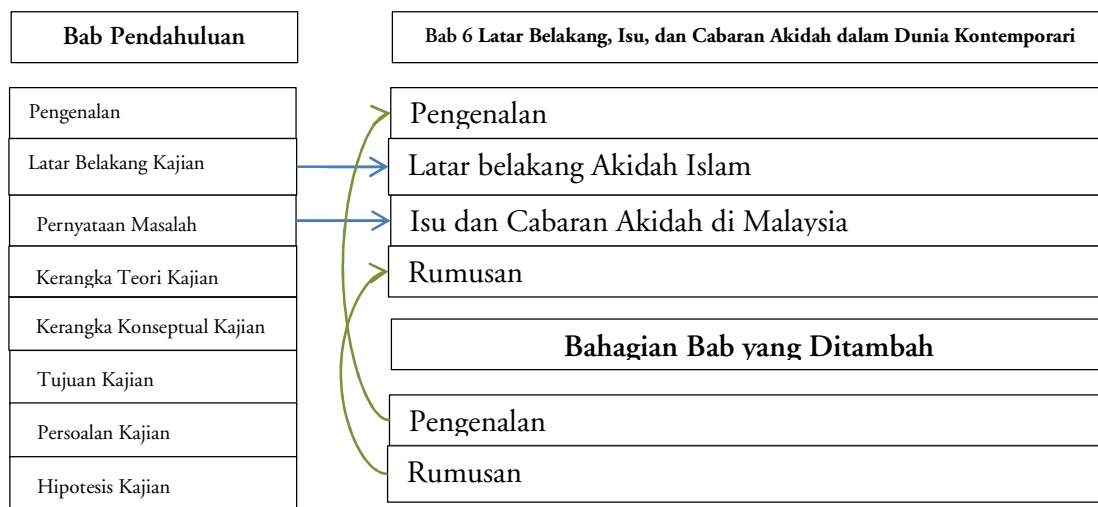 Bab Pendahuluan
Pengenalan
Latar Belakang Kajian
Pernyataan Masalah
Kerangka Teori Kajian
Kerangka Konseptual Kajian
Tujuan Kajian
Persoalan Kajian
Hipotesis Kajian
Bab 6 Latar Belakang, Isu, dan Cabaran Akidah dalam Dunia Kontemporari
Pengenalan
Latar belakang Akidah Islam
Isu dan Cabaran Akidah di Malaysia
Rumusan
Bahagian Bab yang Ditambah
Pengenalan
Rumusan